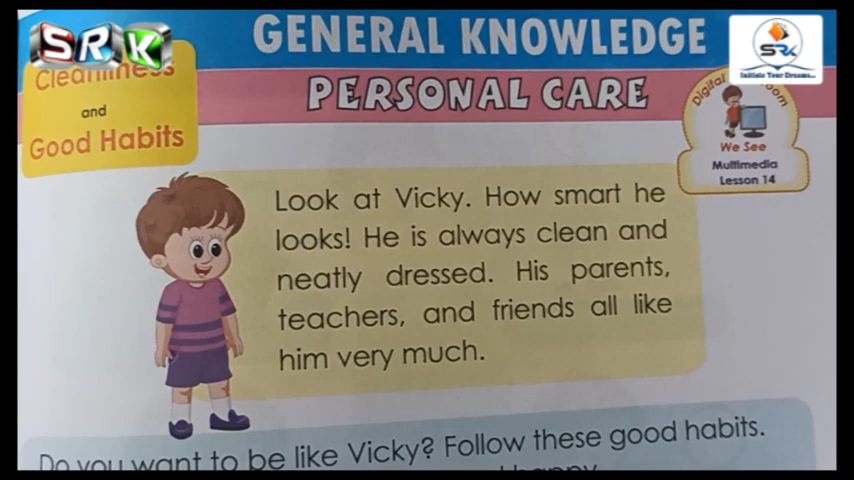 SRK
GENERAL KNOWLEDGE
SRK
Initiate Your Dreams...
Cleanliness
and
Good Habits
PERSONAL CARE
Digital
We See
Multimedia
Lesson 14
Look at Vicky. How smart he
looks! He is always clean and
neatly dressed. His parents,
teachers, and friends all like
him very much.
Do you want to be like Vicky? Follow these good habits.